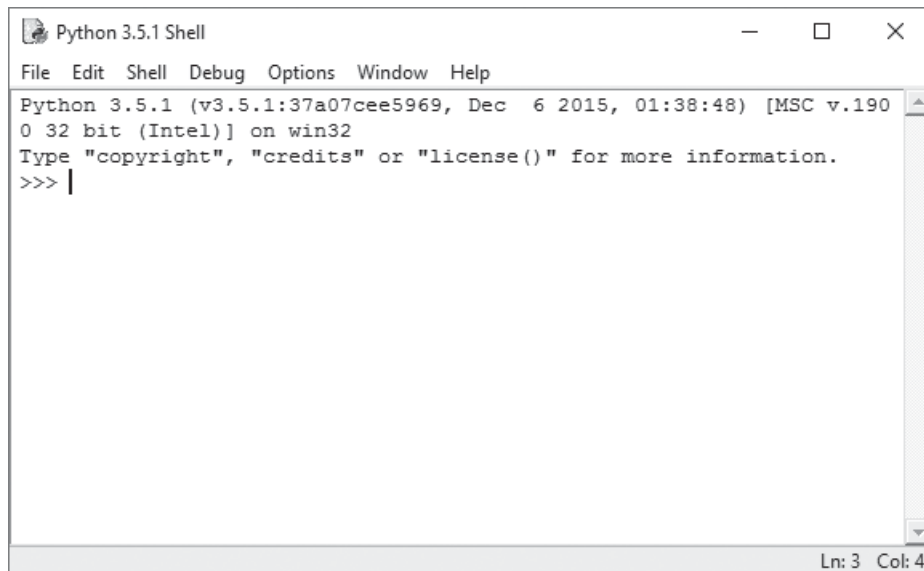 Python 3.5.1 Shell
File Edit Shell Debug Options Window Help
Python 3.5.1 (v3.5.1:37a07cee5969, Dec  6 2015, 01:38:48) [MSC v.190
0 32 bit (Intel)] on win32
Type "copyright", "credits" or "license()" for more information.
>>>
Ln: 3 Col: 4